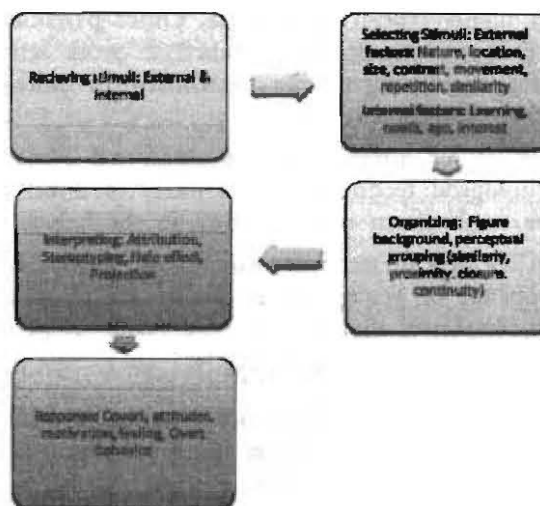 Recieving stimuli: External &
Internal
Selecting Stimuli: External
factors: Nature, location,
size, contrast, movement,
repetition, similarity
Internal factors: Learning,
needs, age, interest
Organizing: Figure
background, perceptual
grouping (similarly,
proximity, closure,
continuity)
Interpreting: Attribution,
Stereotyping, Halo effect,
Projection
Response: Covert, attitudes,
motivation, feeling, Overt,
behavior